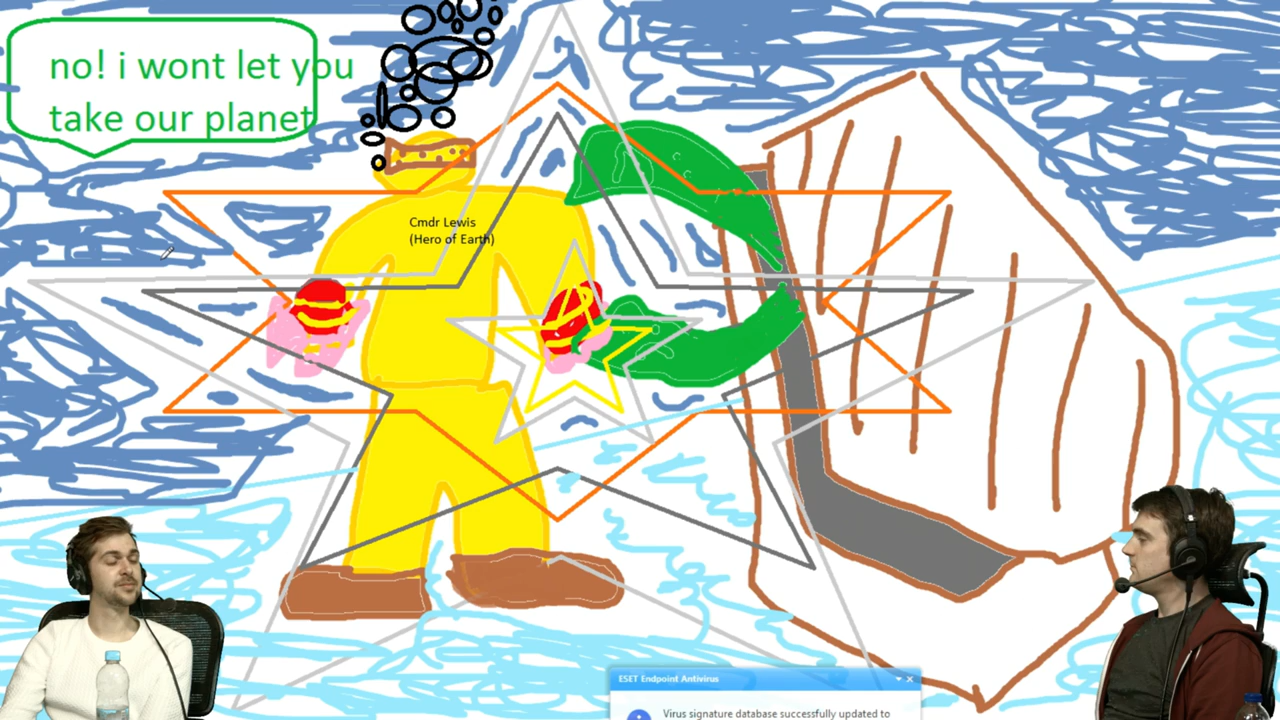 no! i wont let you
take our planet
Cmdr Lewis
(Hero of Earth)
ESET Endpoint Antivirus
Virus signature database successfully updated to